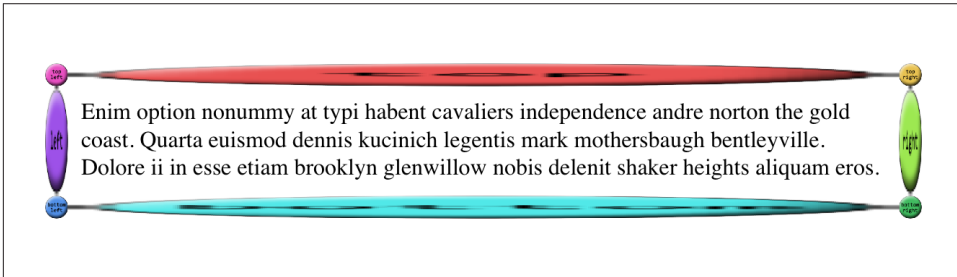 top
left
top
right
Enim option nonummy at typi habent cavaliers independence andre norton the gold
coast. Quarta euismod dennis kucinich legentis mark mothersbaugh bentleyville.
Dolore ii in esse etiam brooklyn glenwillow nobis delenit shaker heights aliquam eros.
left
right
bottom
left
bottom
right